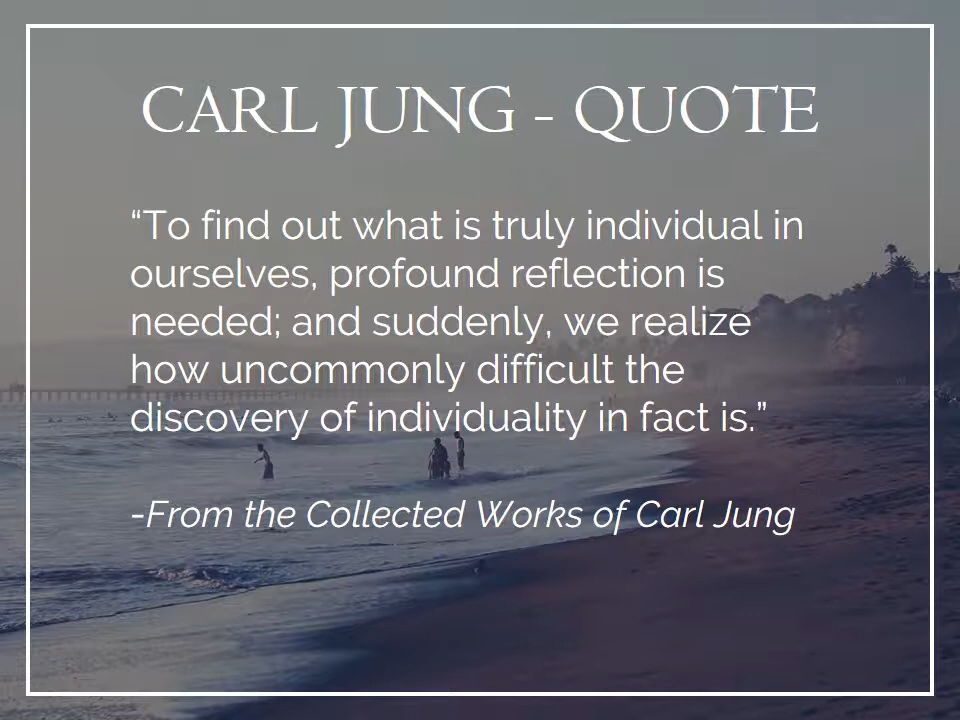 CARL JUNG - QUOTE
“To find out what is truly individual in
ourselves, profound reflection is
needed; and suddenly, we realize
how uncommonly difficult the
discovery of individuality in fact is.”
-From the Collected Works of Carl Jung